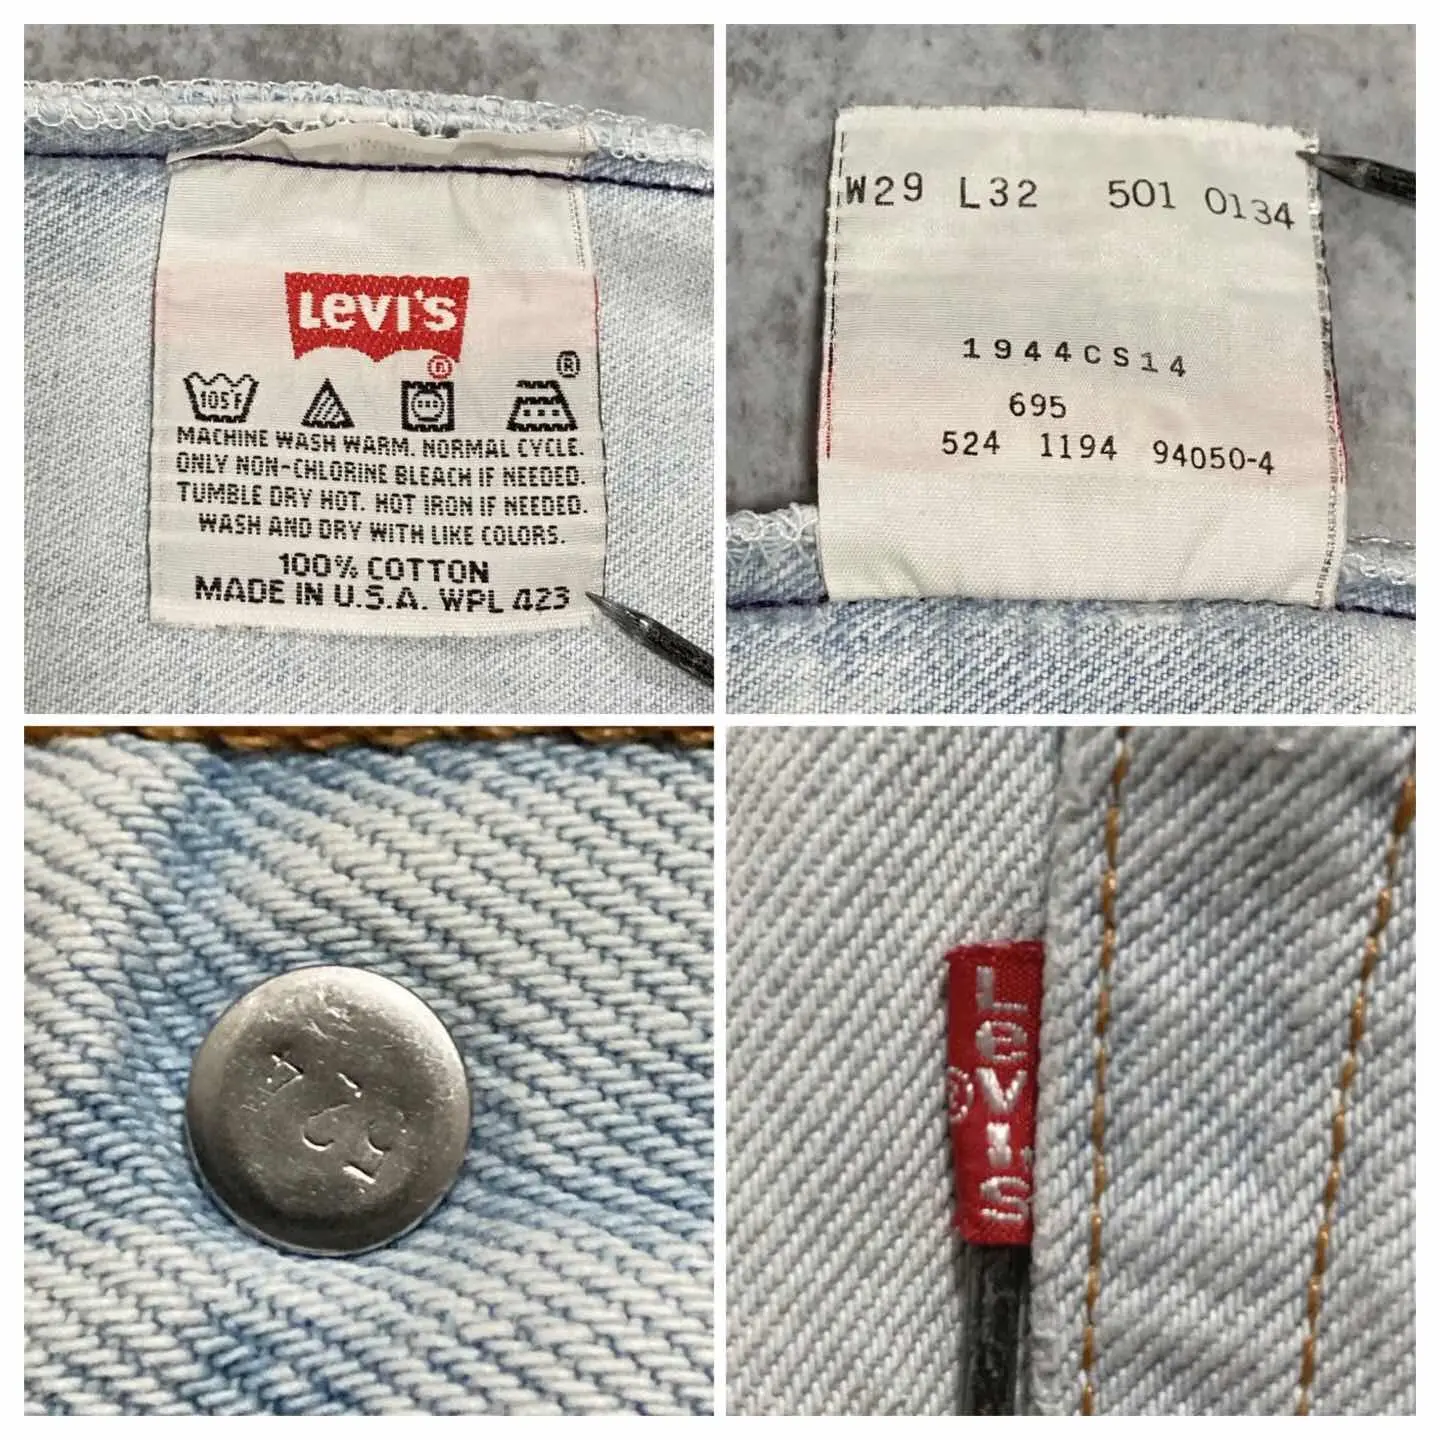 Levi's
®
®
105°F
MACHINE WASH WARM. NORMAL CYCLE.
ONLY NON-CHLORINE BLEACH IF NEEDED.
TUMBLE DRY HOT. HOT IRON IF NEEDED.
WASH AND DRY WITH LIKE COLORS.
100% COTTON
MADE IN U.S.A. WPL 423
W29 L32 501 0134
1944CS14
695
524 1194 94050-4
524
LeVI'S
®